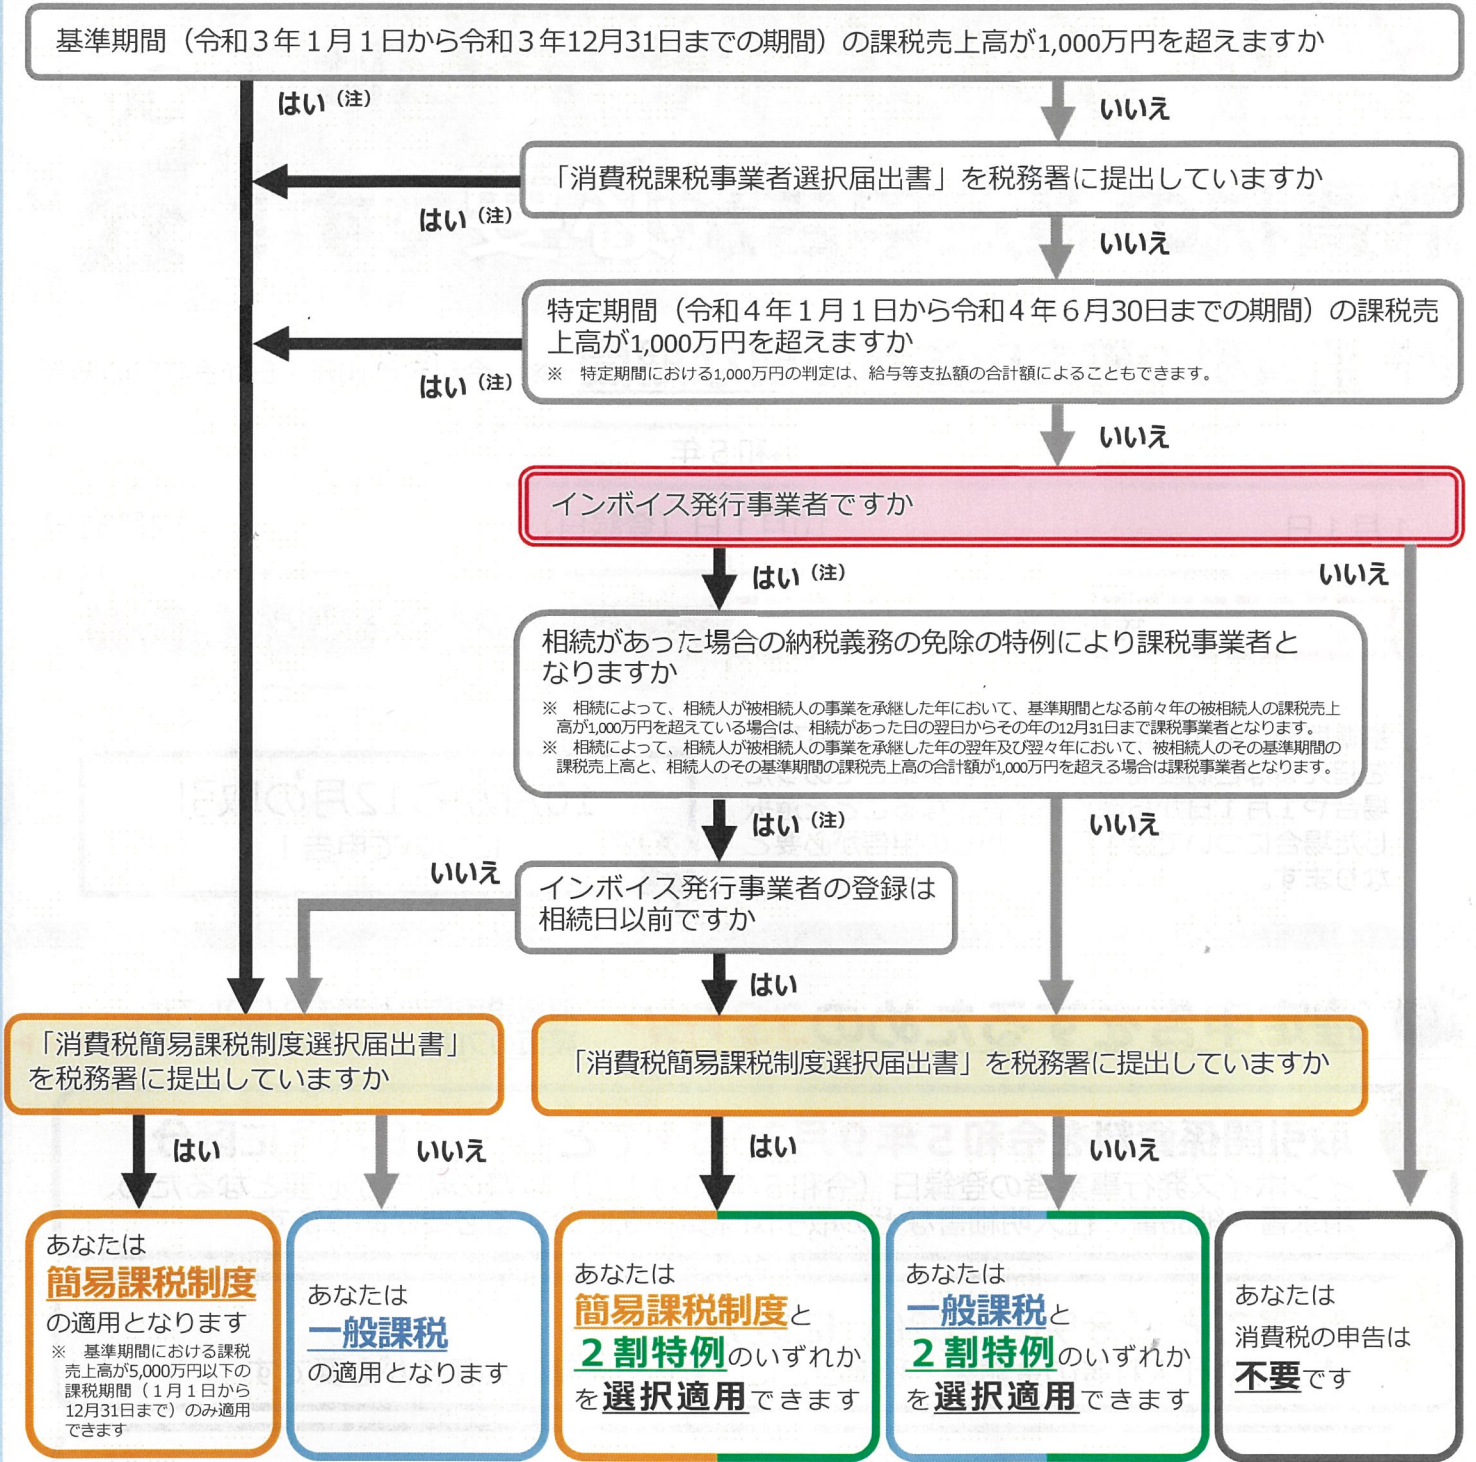 基準期間（令和３年１月１日から令和３年12月31日までの期間）の課税売上高が1,000万円を超えますか
はい（注）
いいえ
「消費税課税事業者選択届出書」を税務署に提出していますか
はい（注）
いいえ
特定期間（令和４年１月１日から令和４年６月30日までの期間）の課税売
上高が1,000万円を超えますか
※　特定期間における1,000万円の判定は、給与等支払額の合計額によることもできます。
はい（注）
いいえ
インボイス発行事業者ですか
はい（注）
いいえ
相続があった場合の納税義務の免除の特例により課税事業者と
なりますか
※　相続によって、相続人が被相続人の事業を承継した年において、基準期間となる前々年の被相続人の課税売上
高が1,000万円を超えている場合は、相続があった日の翌日からその年の12月31日まで課税事業者となります。
※　相続によって、相続人が被相続人の事業を承継した年の翌年及び翌々年において、被相続人のその基準期間の
課税売上高と、相続人のその基準期間の課税売上高の合計額が1,000万円を超える場合は課税事業者となります。
はい（注）
いいえ
いいえ
インボイス発行事業者の登録は
相続日以前ですか
はい
「消費税簡易課税制度選択届出書」
を税務署に提出していますか
「消費税簡易課税制度選択届出書」を税務署に提出していますか
はい
いいえ
はい
いいえ
あなたは
簡易課税制度
の適用となります
※　基準期間における課税
売上高が5,000万円以下の
課税期間（１月１日から
12月31日まで）のみ適用
できます
あなたは
一般課税
の適用となります
あなたは
簡易課税制度と
２割特例のいずれか
を選択適用できます
あなたは
一般課税と
２割特例のいずれか
を選択適用できます
あなたは
消費税の申告は
不要です